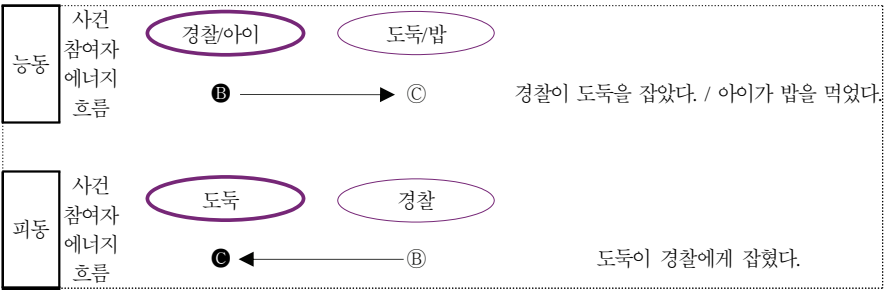 능동
사건
참여자
에너지
흐름
경찰/아이
도둑/밥
B
C
경찰이 도둑을 잡았다. / 아이가 밥을 먹었다.
피동
사건
참여자
에너지
흐름
도둑
경찰
C
B
도둑이 경찰에게 잡혔다.